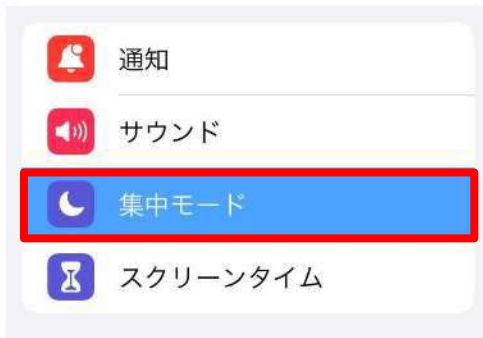 通知
サウンド
集中モード
スクリーンタイム